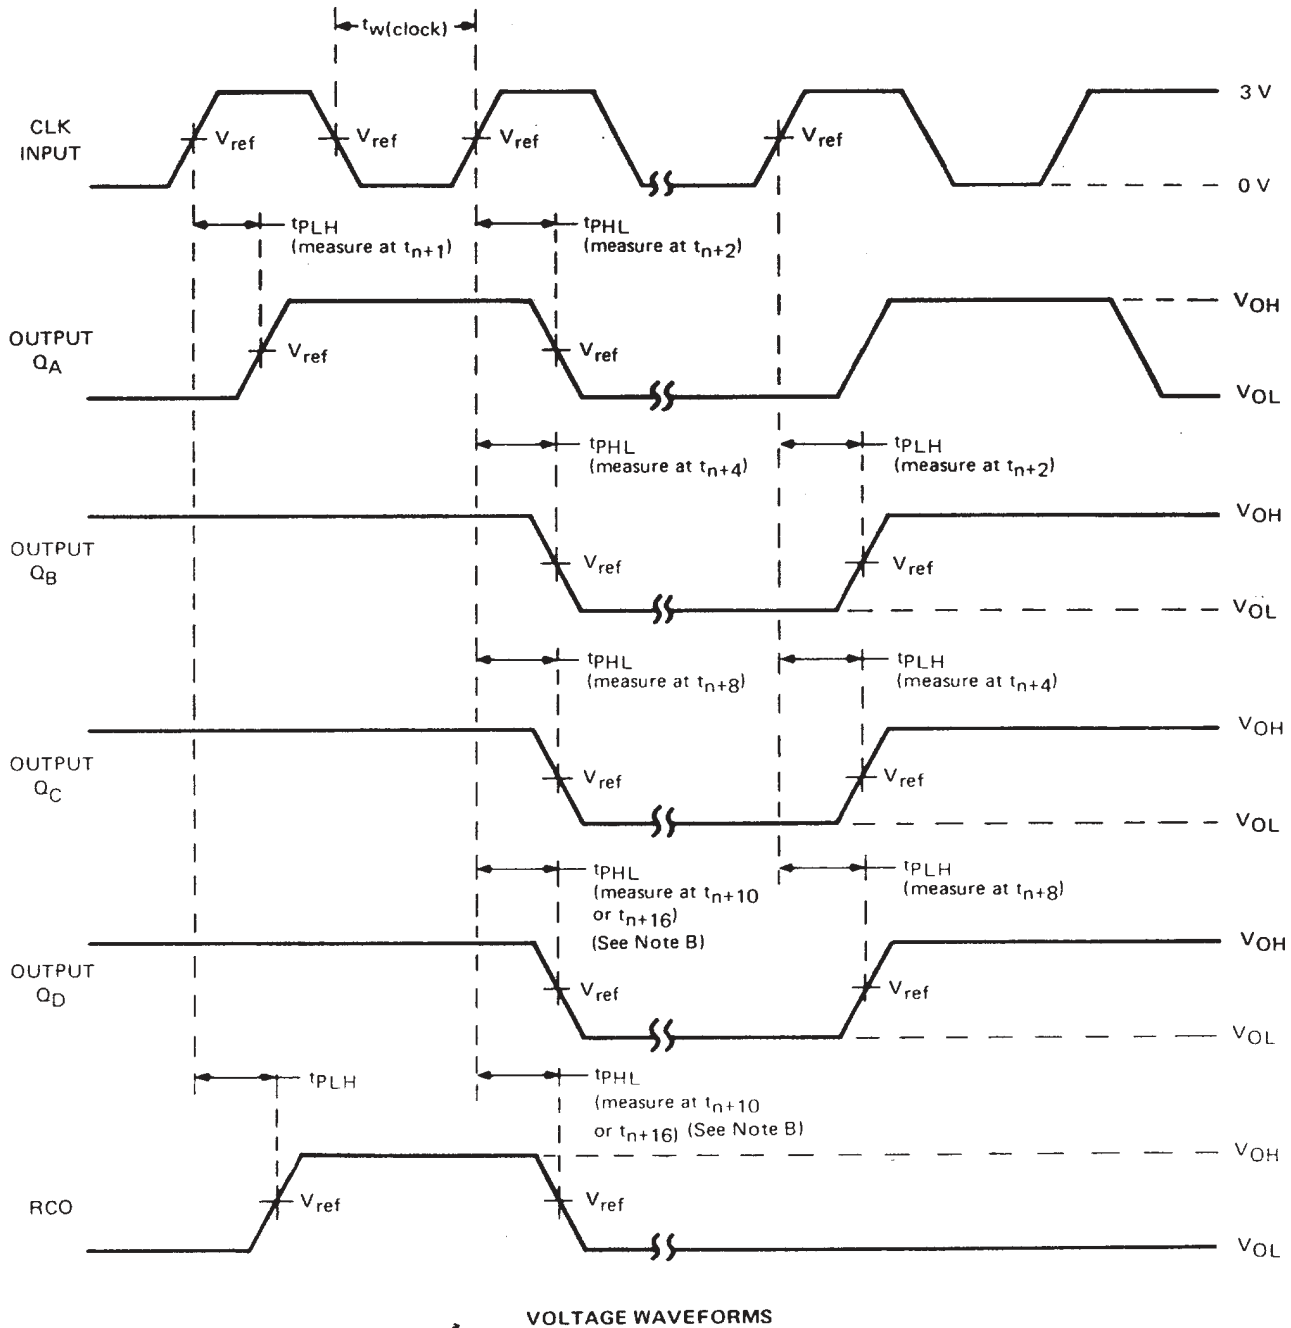 tw(clock)
3 V
CLK
INPUT
Vref
Vref
Vref
Vref
0 V
tPLH
(measure at tn+1)
tPHL
(measure at tn+2)
VOH
OUTPUT
QA
Vref
Vref
VOL
tPHL
(measure at tn+4)
tPLH
(measure at tn+2)
VOH
OUTPUT
QB
Vref
Vref
VOL
tPHL
(measure at tn+8)
tPLH
(measure at tn+4)
VOH
OUTPUT
QC
Vref
Vref
VOL
tPHL
(measure at tn+10
or tn+16)
(See Note B)
tPLH
(measure at tn+8)
VOH
OUTPUT
QD
Vref
Vref
VOL
tPLH
tPHL
(measure at tn+10
or tn+16) (See Note B)
VOH
RCO
Vref
Vref
VOL
VOLTAGE WAVEFORMS